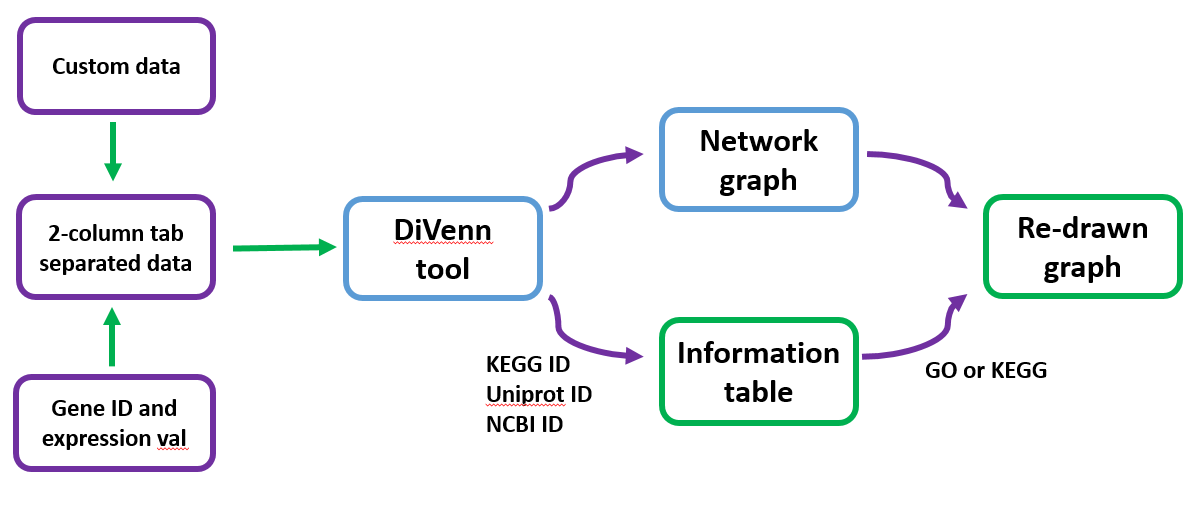 Custom data
2-column tab
separated data
Gene ID and
expression val
DiVenn
tool
KEGG ID
Uniprot ID
NCBI ID
Network
graph
Information
table
GO or KEGG
Re-drawn
graph